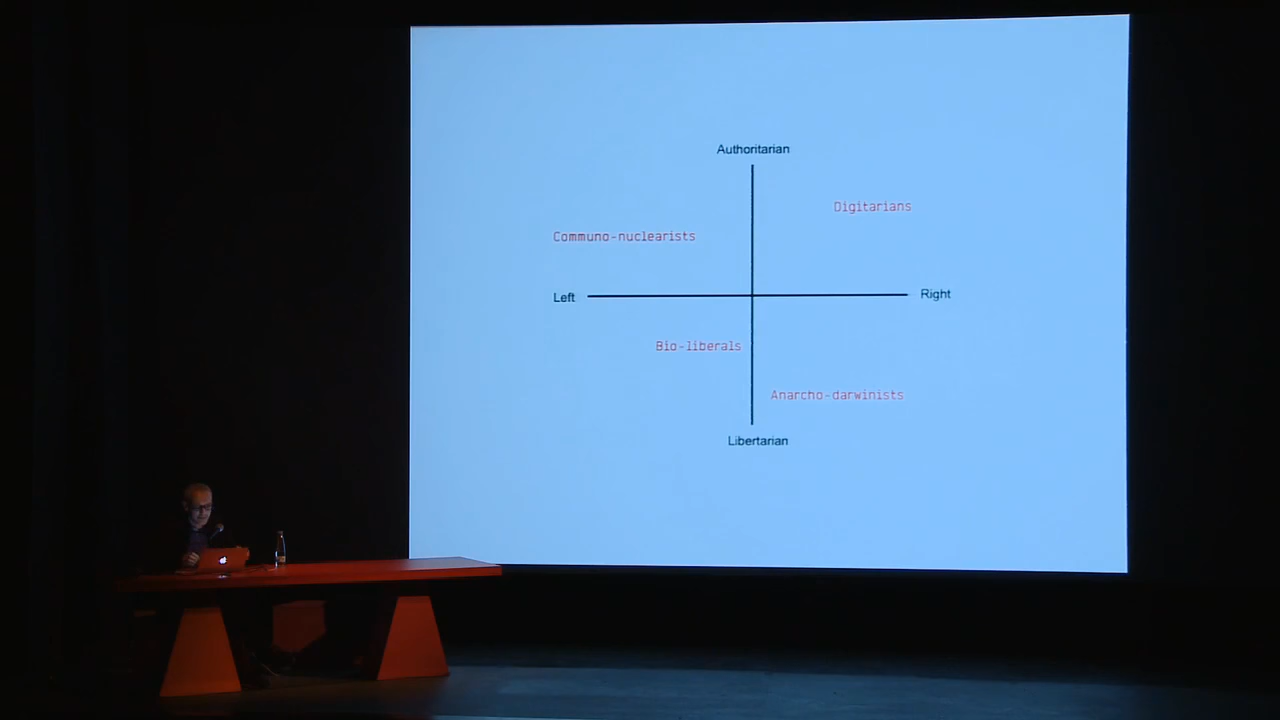 Authoritarian
Digitarians
Communo-nuclearists
Left
Right
Bio-liberals
Anarcho-darwinists
Libertarian